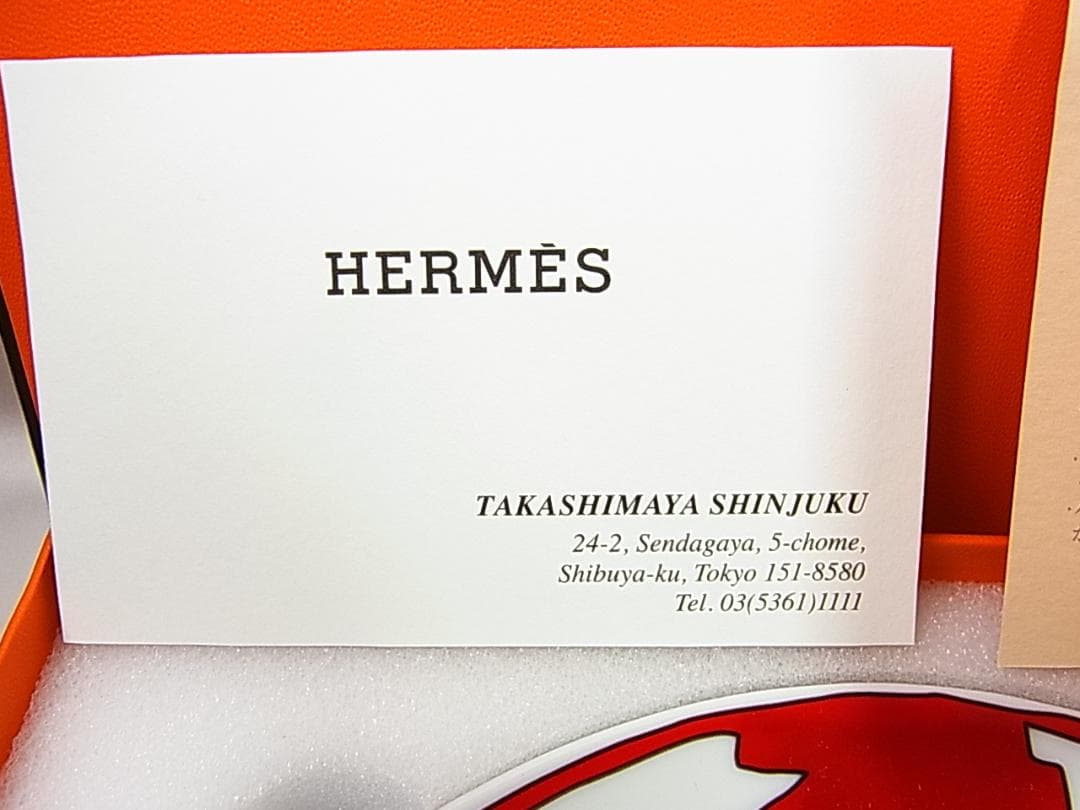 HERMÈS
TAKASHIMAYA SHINJUKU
24-2, Sendagaya, 5-chome,
Shibuya-ku, Tokyo 151-8580
Tel. 03(5361)1111